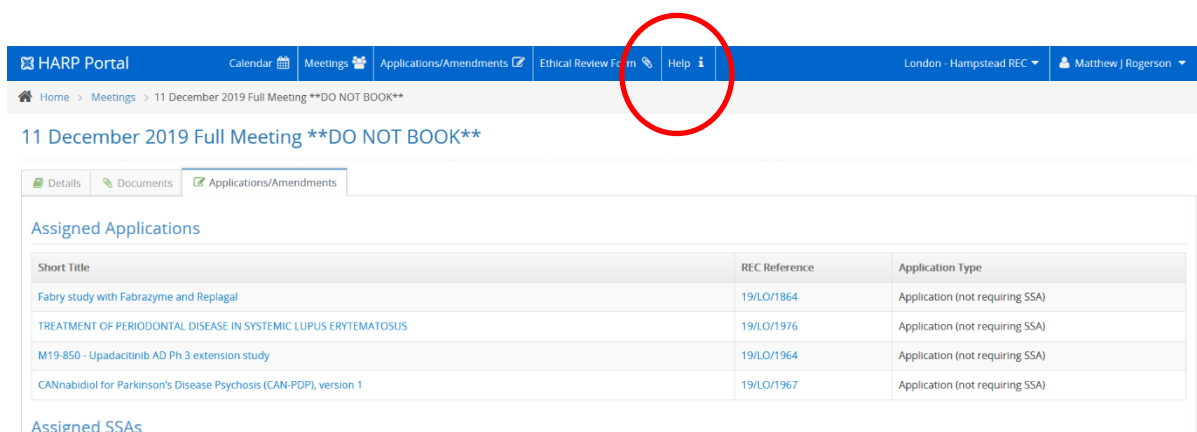 HARP Portal Calendar Meetings Applications/Amendments Ethical Review Form Help London - Hampstead REC Matthew J Rogerson
Home > Meetings > 11 December 2019 Full Meeting **DO NOT BOOK**
11 December 2019 Full Meeting **DO NOT BOOK**
Details Documents Applications/Amendments
Assigned Applications
Short Title REC Reference Application Type
Fabry study with Fabrazyme and Replagal 19/LO/1864 Application (not requiring SSA)
TREATMENT OF PERIODONTAL DISEASE IN SYSTEMIC LUPUS ERYTEMATOSUS 19/LO/1976 Application (not requiring SSA)
M19-850 - Upadacitinib AD Ph 3 extension study 19/LO/1964 Application (not requiring SSA)
CANnabidiol for Parkinson's Disease Psychosis (CAN-PDP), version 1 19/LO/1967 Application (not requiring SSA)
Assigned SSAs